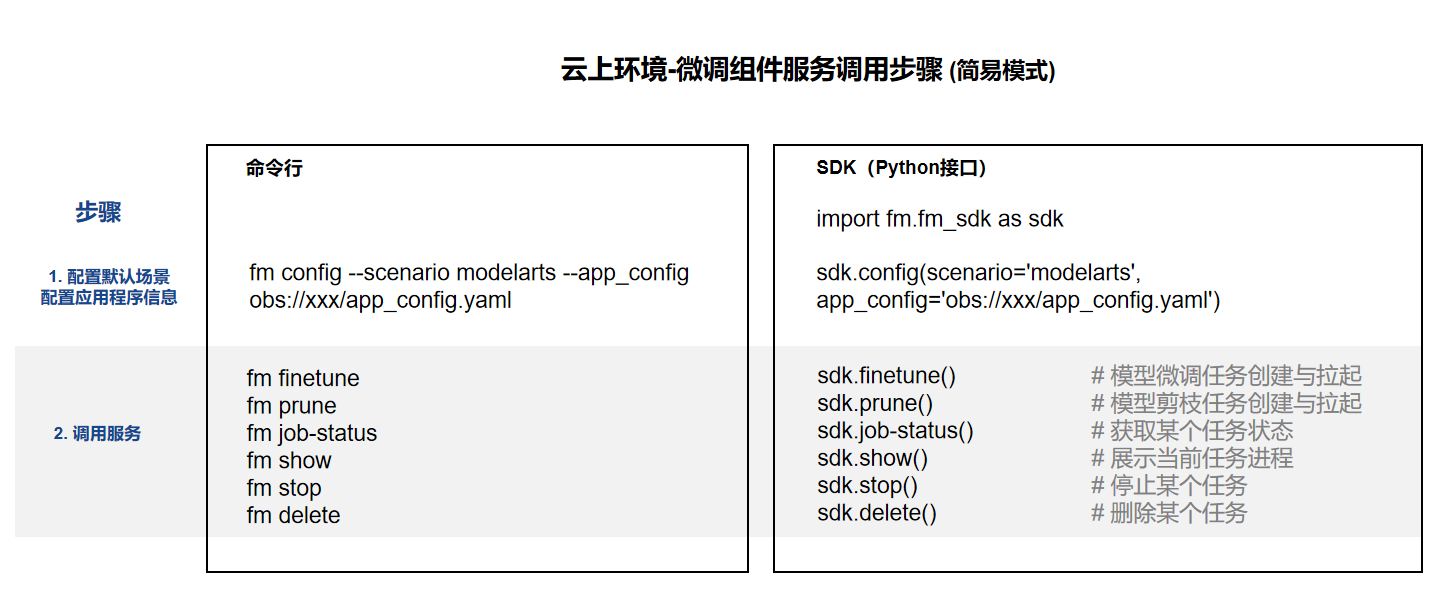 云上环境-微调组件服务调用步骤 (简易模式)
步骤
命令行
SDK（Python接口）
import fm.fm_sdk as sdk
1. 配置默认场景
配置应用程序信息
fm config --scenario modelarts --app_config
obs://xxx/app_config.yaml
sdk.config(scenario='modelarts',
app_config='obs://xxx/app_config.yaml')
2. 调用服务
fm finetune
fm prune
fm job-status
fm show
fm stop
fm delete
sdk.finetune() # 模型微调任务创建与拉起
sdk.prune() # 模型剪枝任务创建与拉起
sdk.job-status() # 获取某个任务状态
sdk.show() # 展示当前任务进程
sdk.stop() # 停止某个任务
sdk.delete() # 删除某个任务